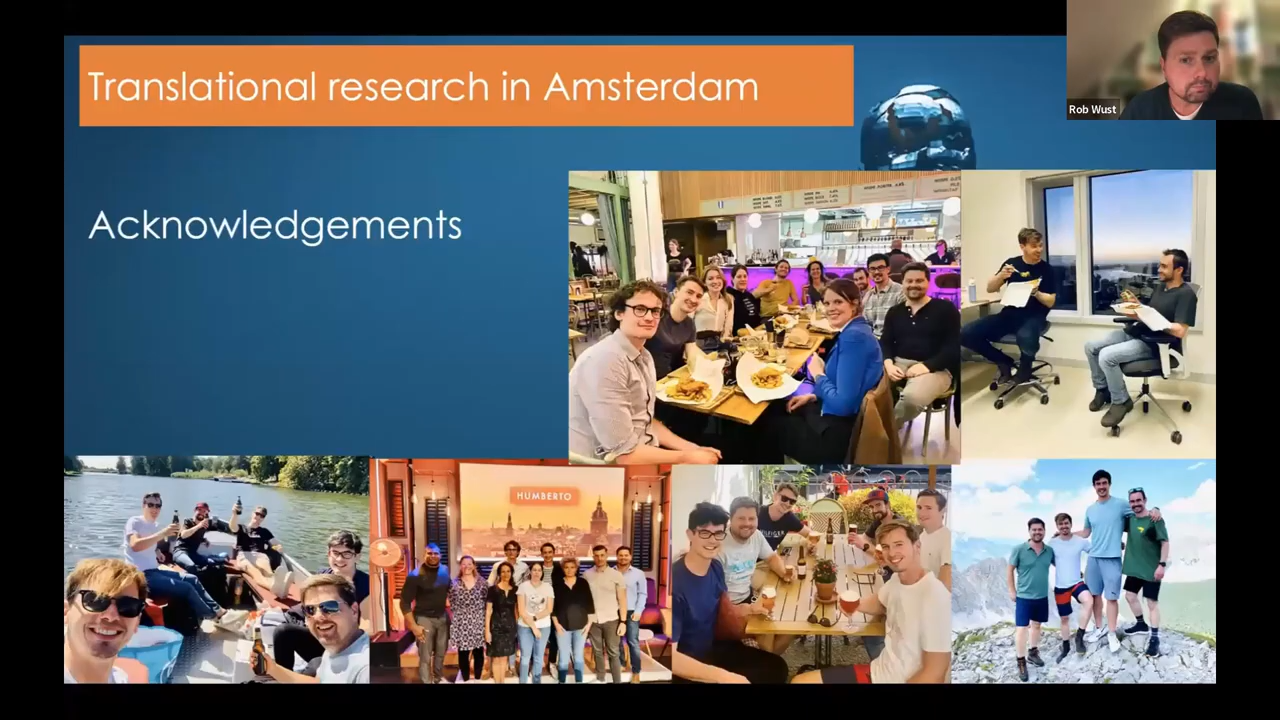 Translational research in Amsterdam
Rob Wust
Acknowledgements
HUMBERTO